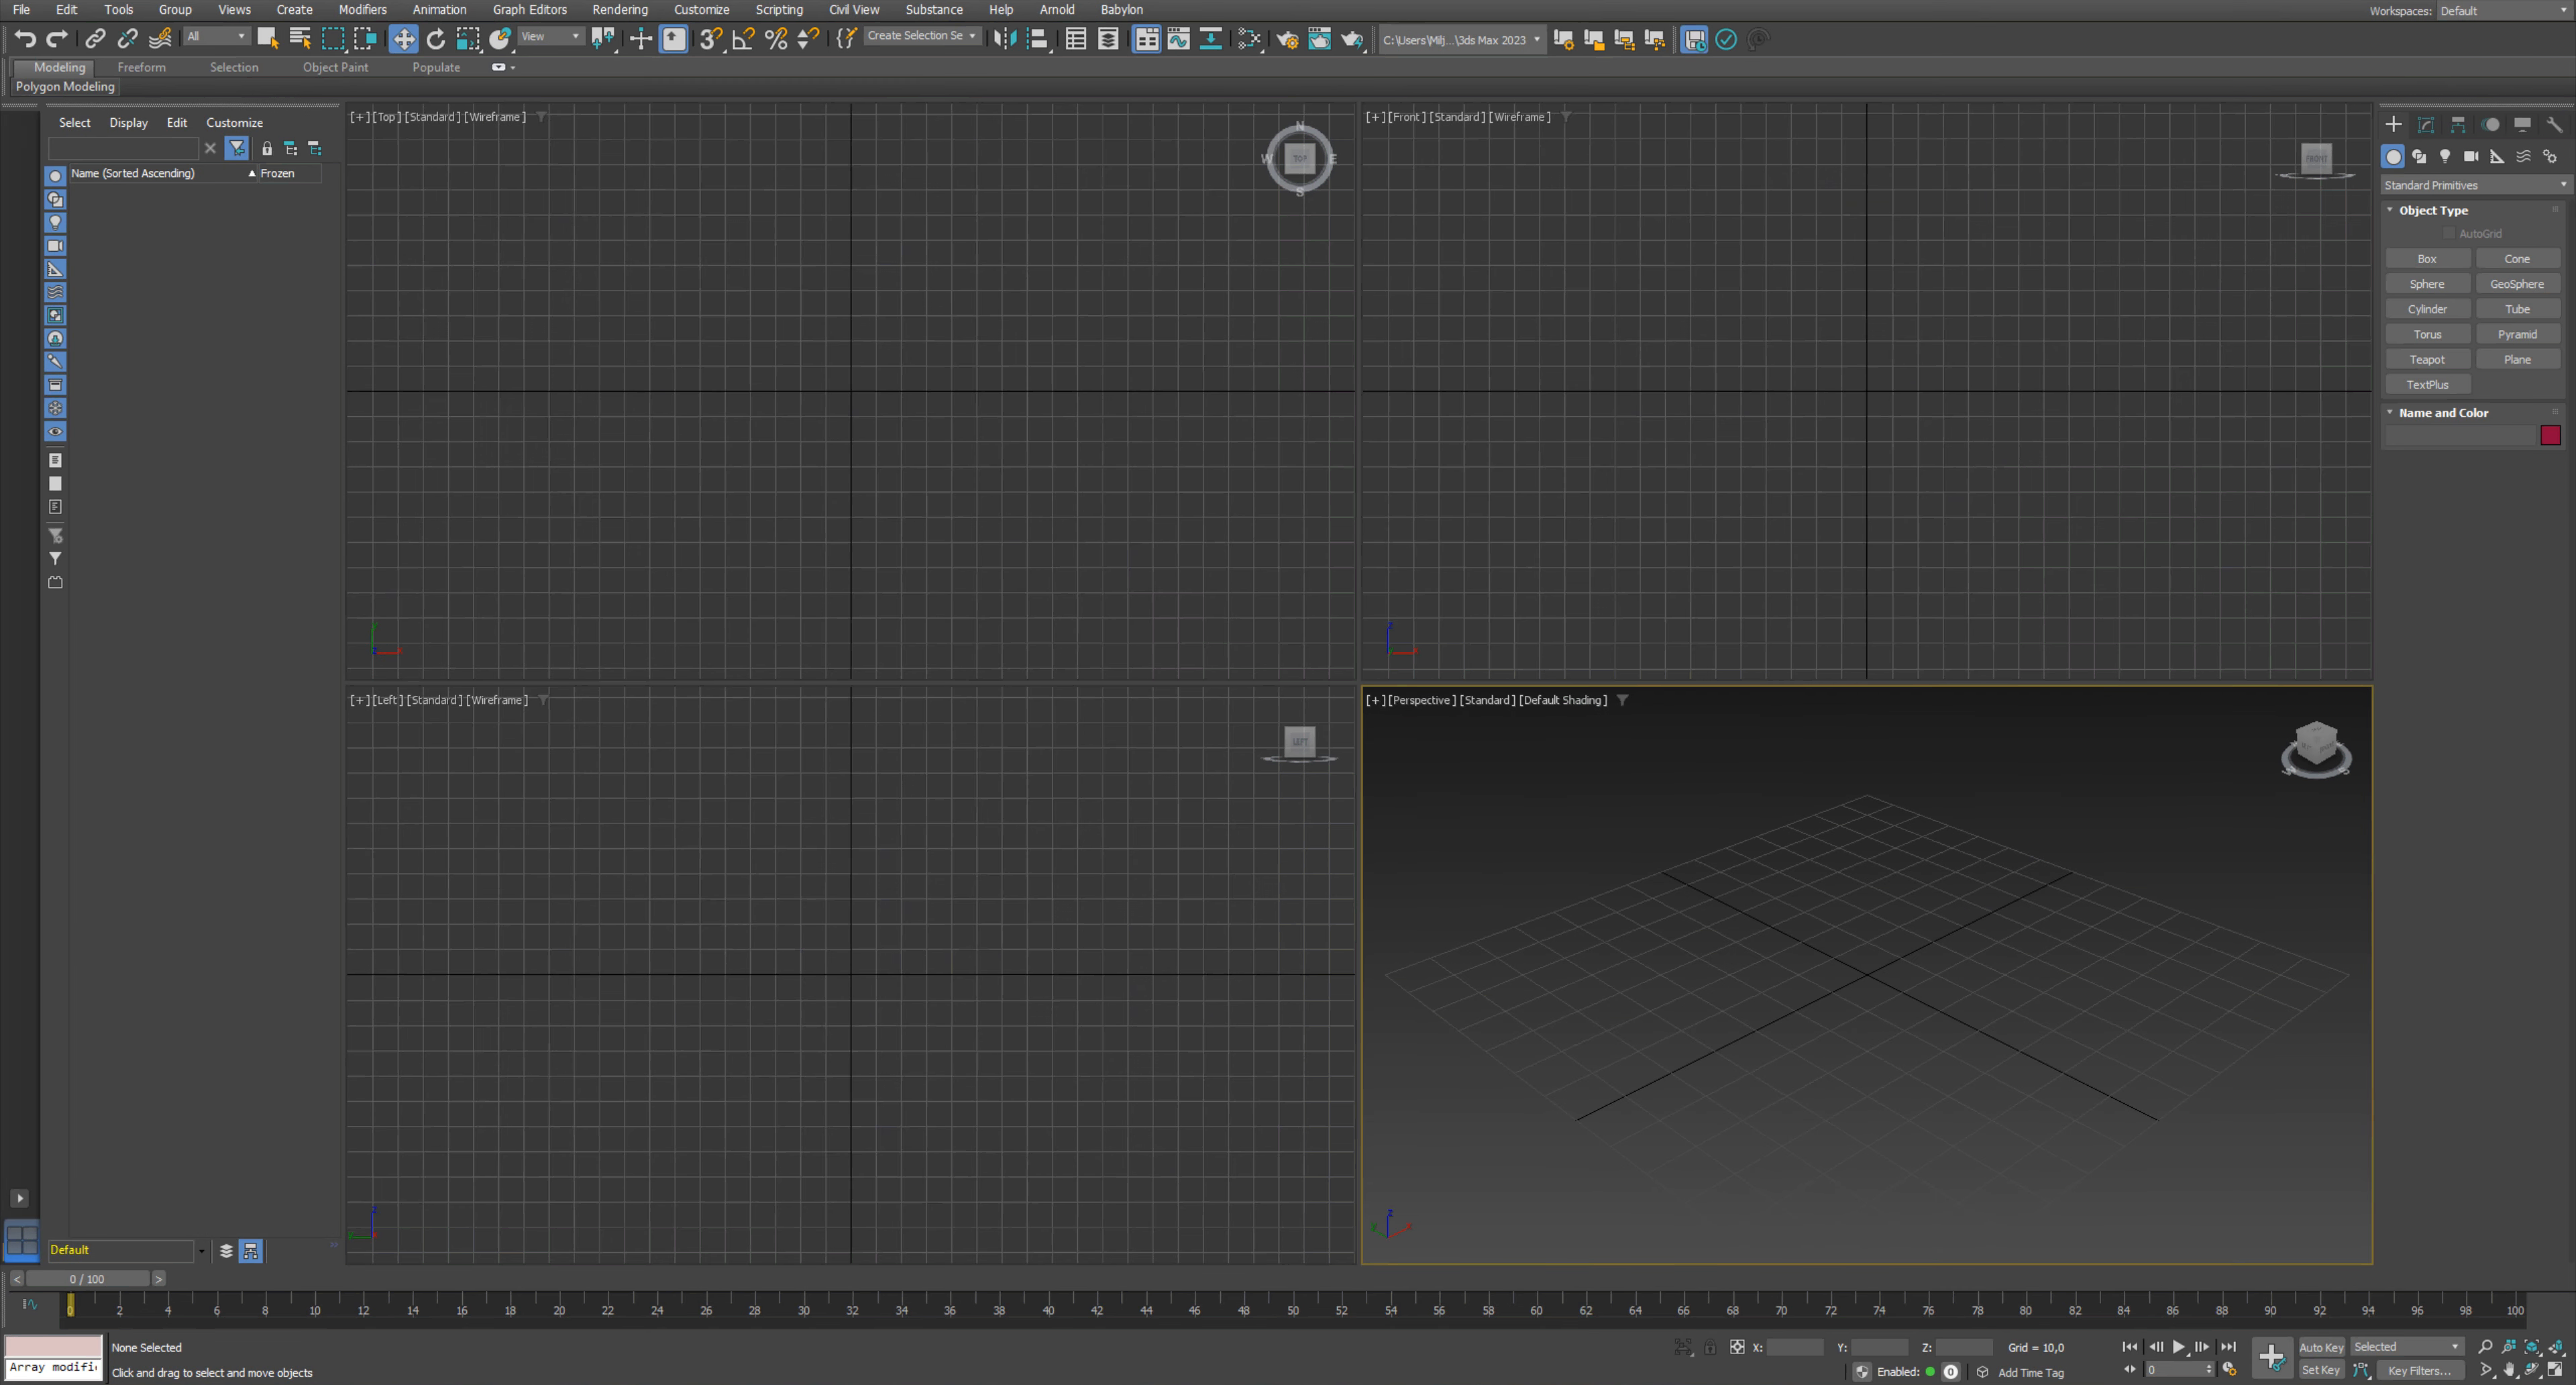 File Edit Tools Group Views Create Modifiers Animation Graph Editors Rendering Customize Scripting Civil View Substance Help Arnold Babylon Workspaces: Default
All View Create Selection Se C:\Users\Milj...\3ds Max 2023
Modeling Freeform Selection Object Paint Populate
Polygon Modeling
Select Display Edit Customize
Name (Sorted Ascending) Frozen
[+] [Top] [Standard] [Wireframe]
N
W TOP E
S
[+] [Front] [Standard] [Wireframe]
FRONT
Standard Primitives
Object Type
AutoGrid
Box Cone
Sphere GeoSphere
Cylinder Tube
Torus Pyramid
Teapot Plane
TextPlus
Name and Color
[+] [Left] [Standard] [Wireframe]
LEFT
[+] [Perspective] [Standard] [Default Shading]
Default
< 0 / 100 >
0 2 4 6 8 10 12 14 16 18 20 22 24 26 28 30 32 34 36 38 40 42 44 46 48 50 52 54 56 58 60 62 64 66 68 70 72 74 76 78 80 82 84 86 88 90 92 94 96 98 100
None Selected X: Y: Z: Grid = 10,0 Auto Key Selected
Array modifi
Click and drag to select and move objects Enabled: 0 Add Time Tag 0 Set Key Key Filters...